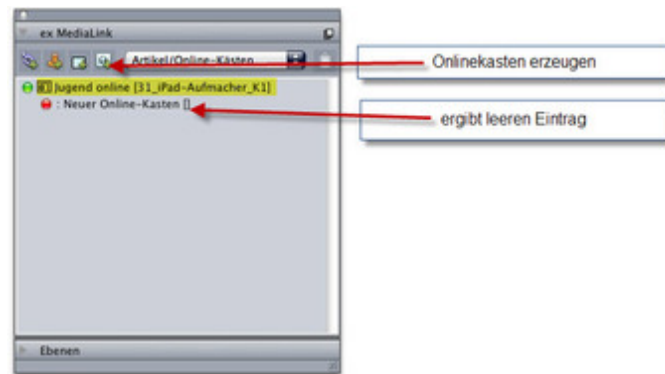 ex MediaLink
Artikel/Online-Kästen
Onlinekasten erzeugen
Jugend online [31_iPad-Aufmacher_K1]
: Neuer Online-Kasten []
ergibt leeren Eintrag
Ebenen